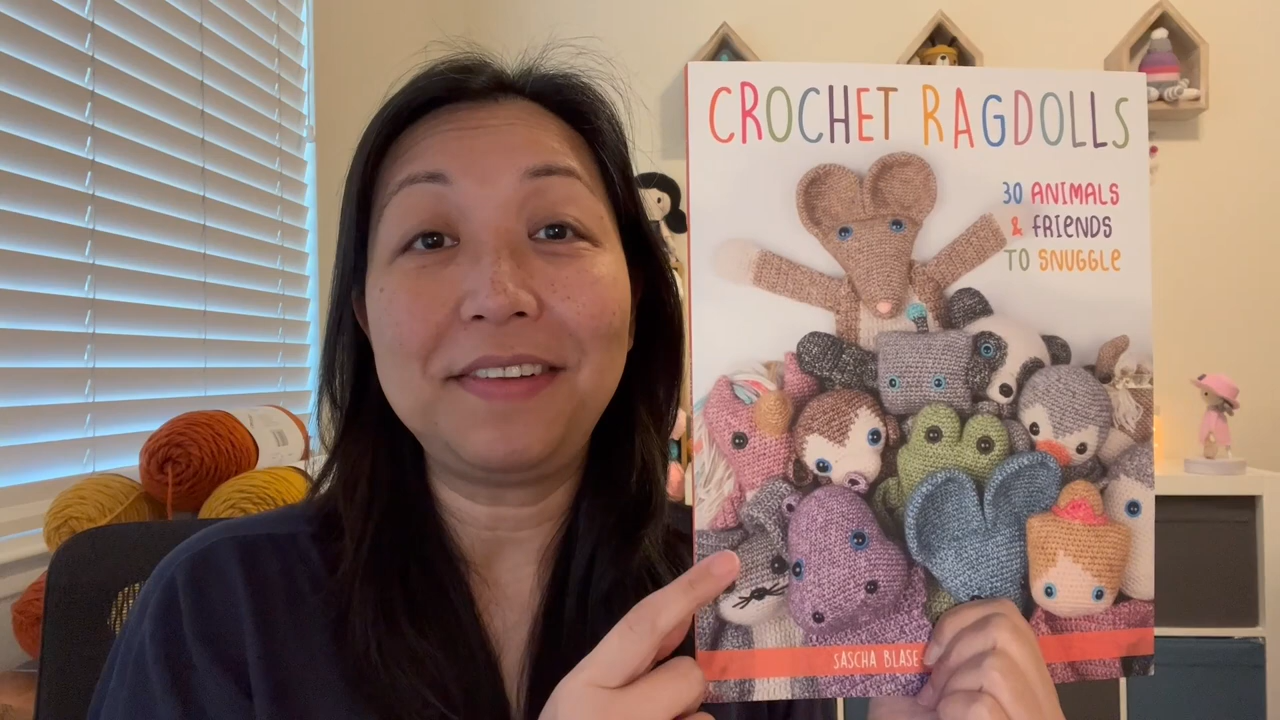 CROCHET RAGDOLLS
30 ANIMALS
& FRIENDS
TO SNUGGLE
SASCHA BLASE